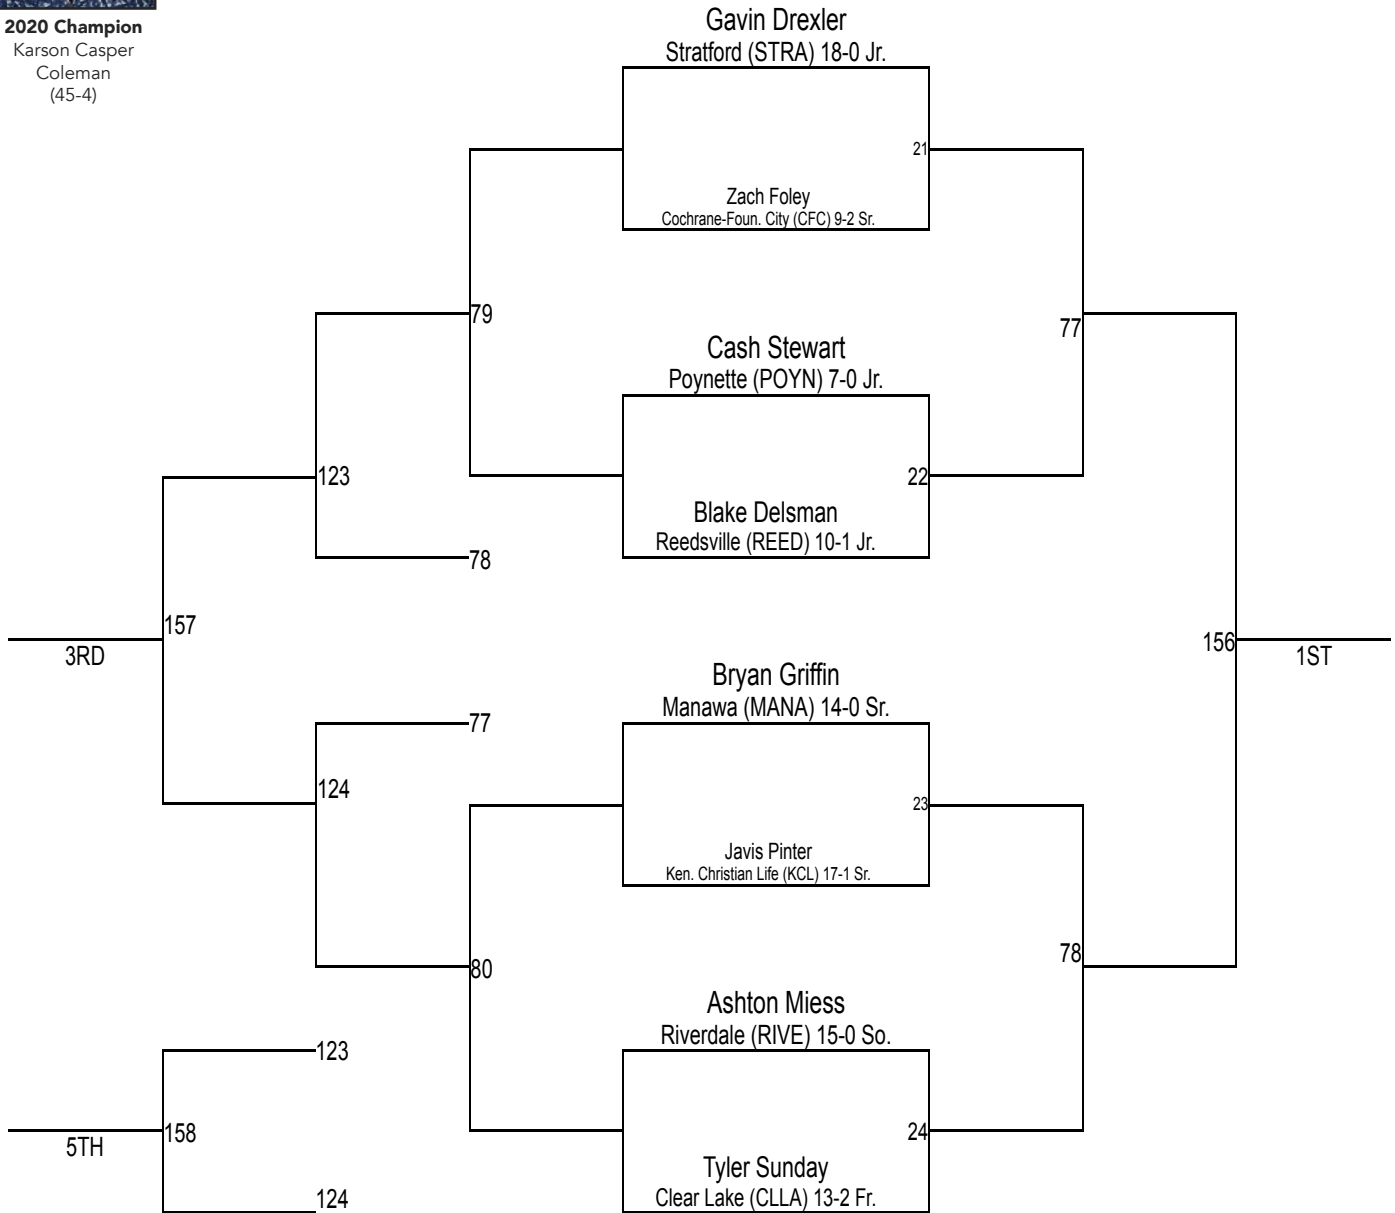 2020 Champion
Karson Casper
Coleman
(45-4)
Gavin Drexler
Stratford (STRA) 18-0 Jr.
21
Zach Foley
Cochrane-Foun. City (CFC) 9-2 Sr.
79
77
Cash Stewart
Poynette (POYN) 7-0 Jr.
123
22
Blake Delsman
Reedsville (REED) 10-1 Jr.
78
157
3RD
156
1ST
Bryan Griffin
Manawa (MANA) 14-0 Sr.
77
124
23
Javis Pinter
Ken. Christian Life (KCL) 17-1 Sr.
80
78
Ashton Miess
Riverdale (RIVE) 15-0 So.
123
158
5TH
24
Tyler Sunday
Clear Lake (CLLA) 13-2 Fr.
124